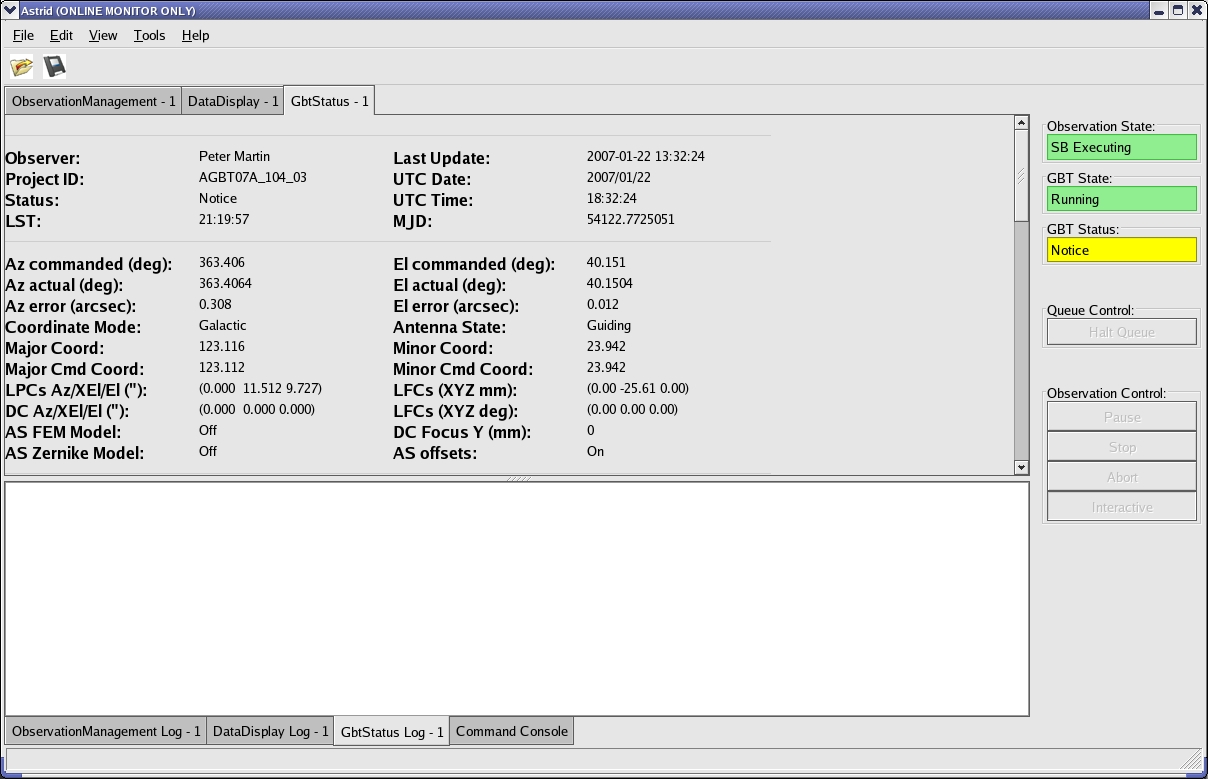 Astrid (ONLINE MONITOR ONLY)
File Edit View Tools Help
ObservationManagement - 1 DataDisplay - 1 GbtStatus - 1
Observer: Peter Martin Last Update: 2007-01-22 13:32:24
Project ID: AGBT07A_104_03 UTC Date: 2007/01/22
Status: Notice UTC Time: 18:32:24
LST: 21:19:57 MJD: 54122.7725051
Az commanded (deg): 363.406 El commanded (deg): 40.151
Az actual (deg): 363.4064 El actual (deg): 40.1504
Az error (arcsec): 0.308 El error (arcsec): 0.012
Coordinate Mode: Galactic Antenna State: Guiding
Major Coord: 123.116 Minor Coord: 23.942
Major Cmd Coord: 123.112 Minor Cmd Coord: 23.942
LPCs Az/XEl/El ("): (0.000 11.512 9.727) LFCs (XYZ mm): (0.00 -25.61 0.00)
DC Az/XEl/El ("): (0.000 0.000 0.000) LFCs (XYZ deg): (0.00 0.00 0.00)
AS FEM Model: Off DC Focus Y (mm): 0
AS Zernike Model: Off AS offsets: On
Observation State:
SB Executing
GBT State:
Running
GBT Status:
Notice
Queue Control:
Halt Queue
Observation Control:
Pause
Stop
Abort
Interactive
ObservationManagement Log - 1 DataDisplay Log - 1 GbtStatus Log - 1 Command Console